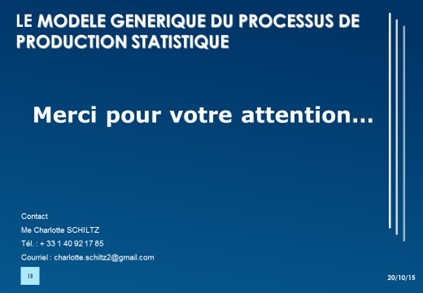 LE MODELE GENERIQUE DU PROCESSUS DE
PRODUCTION STATISTIQUE
Merci pour votre attention…
Contact
Me Charlotte SCHILTZ
Tél. : + 33 1 40 92 17 85
Courriel : charlotte.schiltz2@gmail.com
18
20/10/15